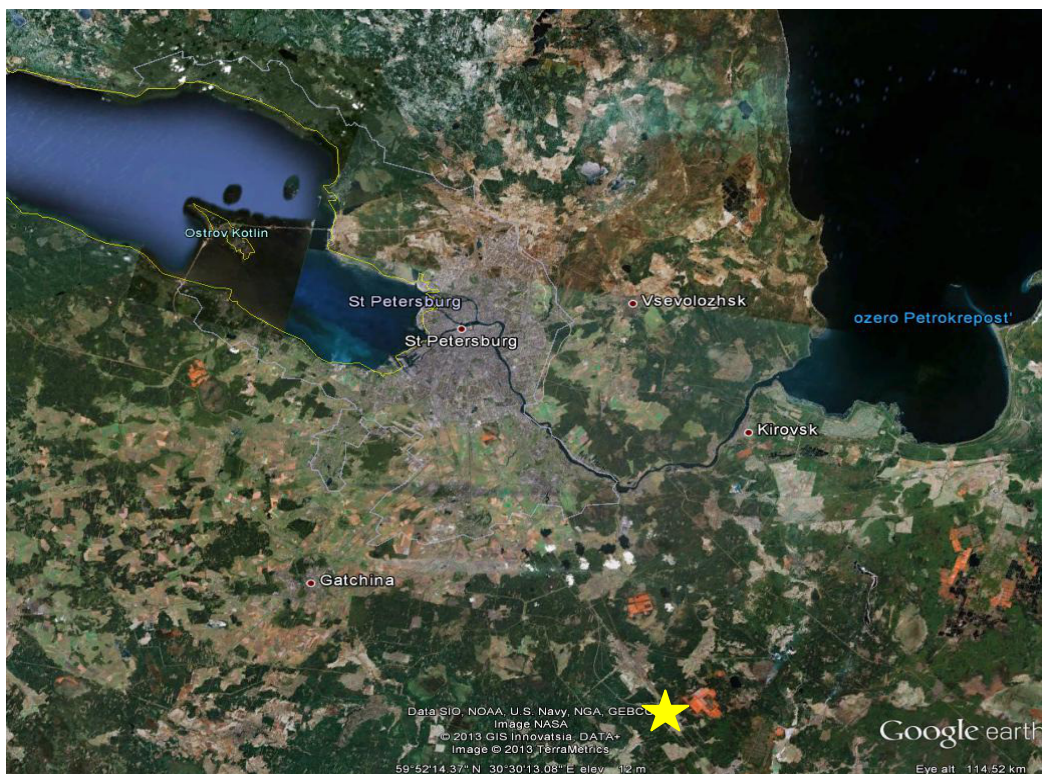 Ostrov Kotlin
St Petersburg
Vsevolozhsk
ozero Petrokrepost'
St Petersburg
Kirovsk
Gatchina
Data SIO, NOAA, U.S. Navy, NGA, GEBCO
Image NASA
© 2013 GIS Innovatsia, DATA+
Image © 2013 TerraMetrics
Google earth
59°52'14.37" N 30°30'13.08" E elev 12 m
Eye alt 114.52 km